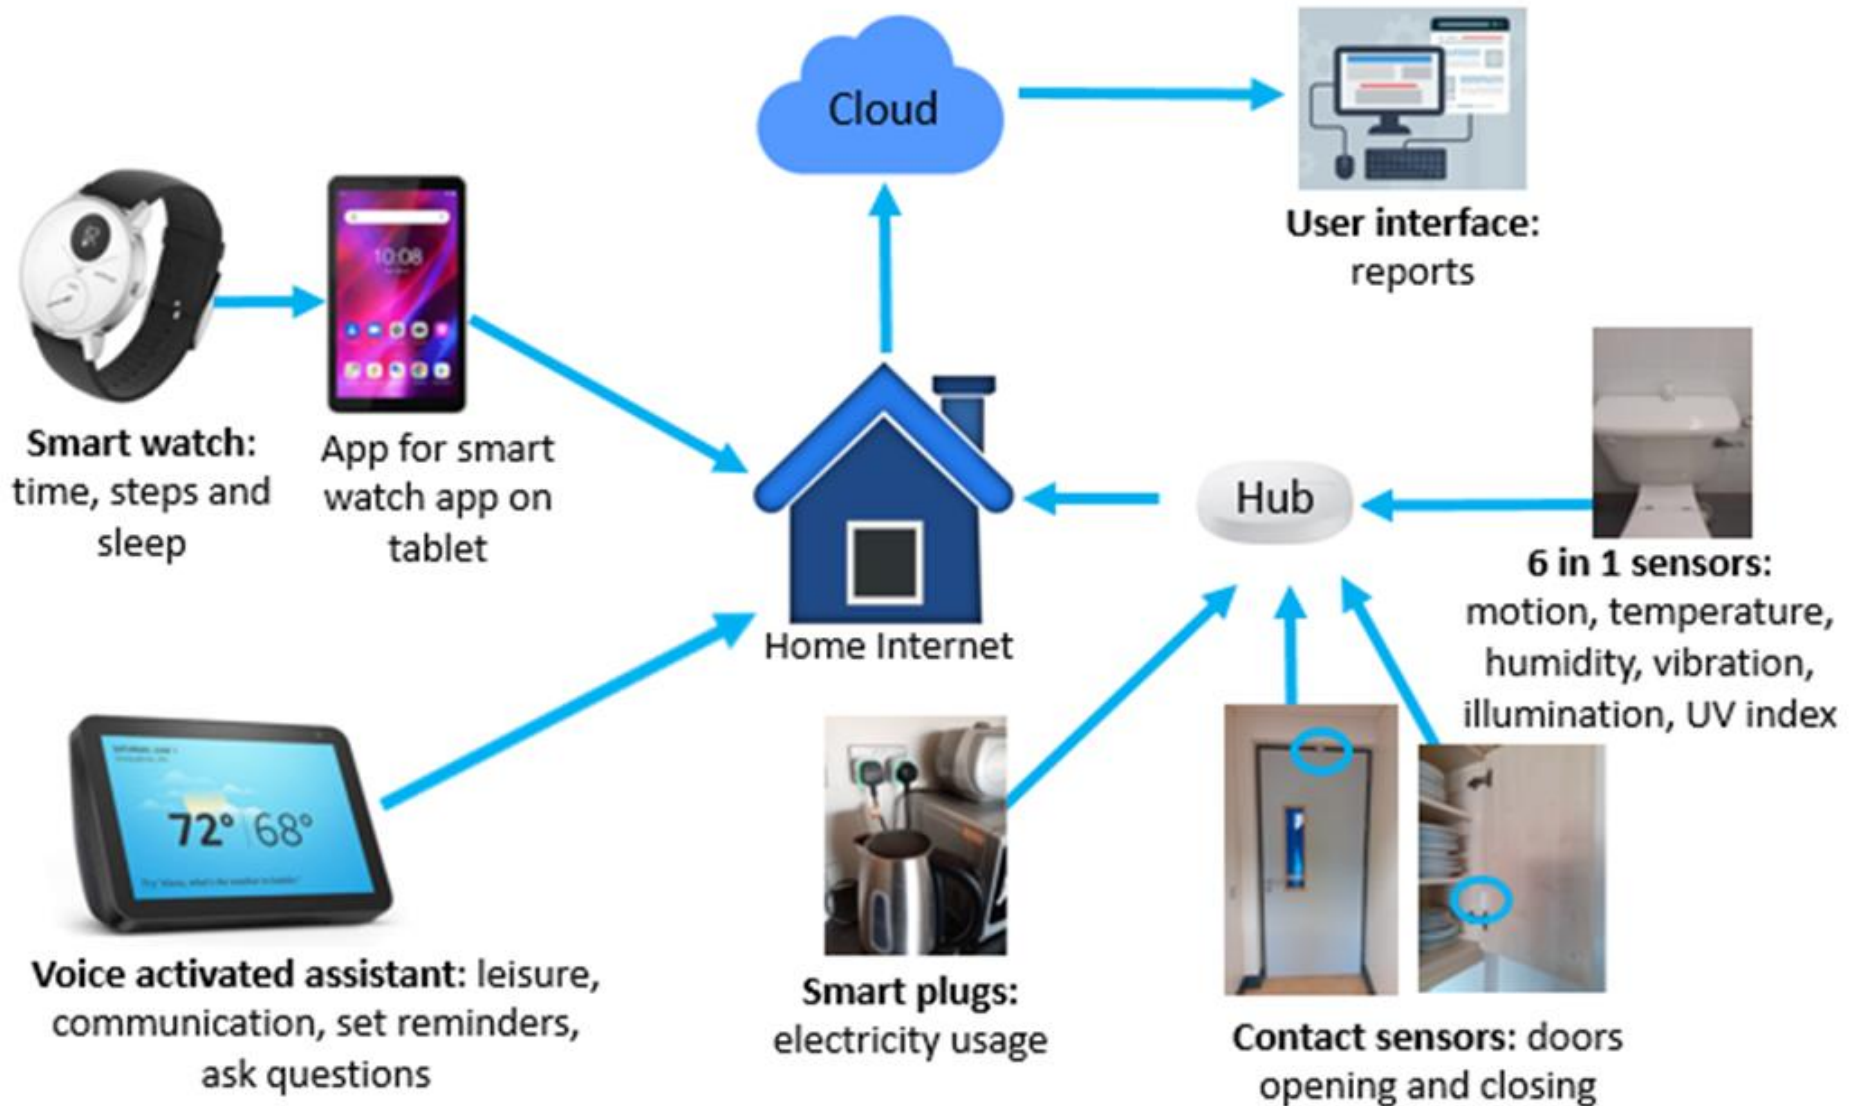 Cloud
User interface:
reports
10:08
Smart watch:
time, steps and
sleep
App for smart
watch app on
tablet
Home Internet
Hub
6 in 1 sensors:
motion, temperature,
humidity, vibration,
illumination, UV index
72° 68°
Voice activated assistant: leisure,
communication, set reminders,
ask questions
Smart plugs:
electricity usage
Contact sensors: doors
opening and closing